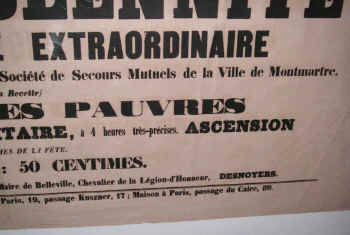 OLENNITÉ
EXTRAORDINAIRE
Société de Secours Mutuels de la Ville de Montmartre.
Recette)
ES PAUVRES
TAIRE, à 4 heures très-précises. ASCENSION
MES DE LA FÊTE.
: 50 CENTIMES.
Maire de Belleville, Chevalier de la Légion-d'Honneur, DESNOYERS.
Paris, 19, passage Kuszner, 17; Maison à Paris, passage du Caire,